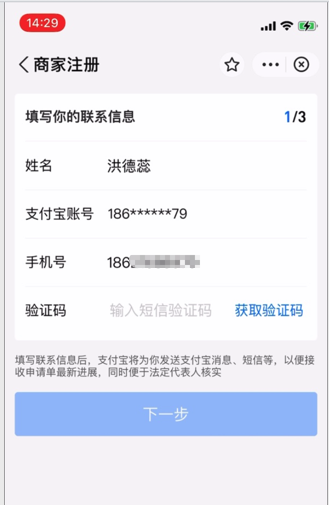 14:29
商家注册
填写你的联系信息 1/3
姓名 洪德蕊
支付宝账号 186******79
手机号 186
验证码 输入短信验证码 获取验证码
填写联系信息后，支付宝将为你发送支付宝消息、短信等，以便接
收申请单最新进展，同时便于法定代表人核实
下一步